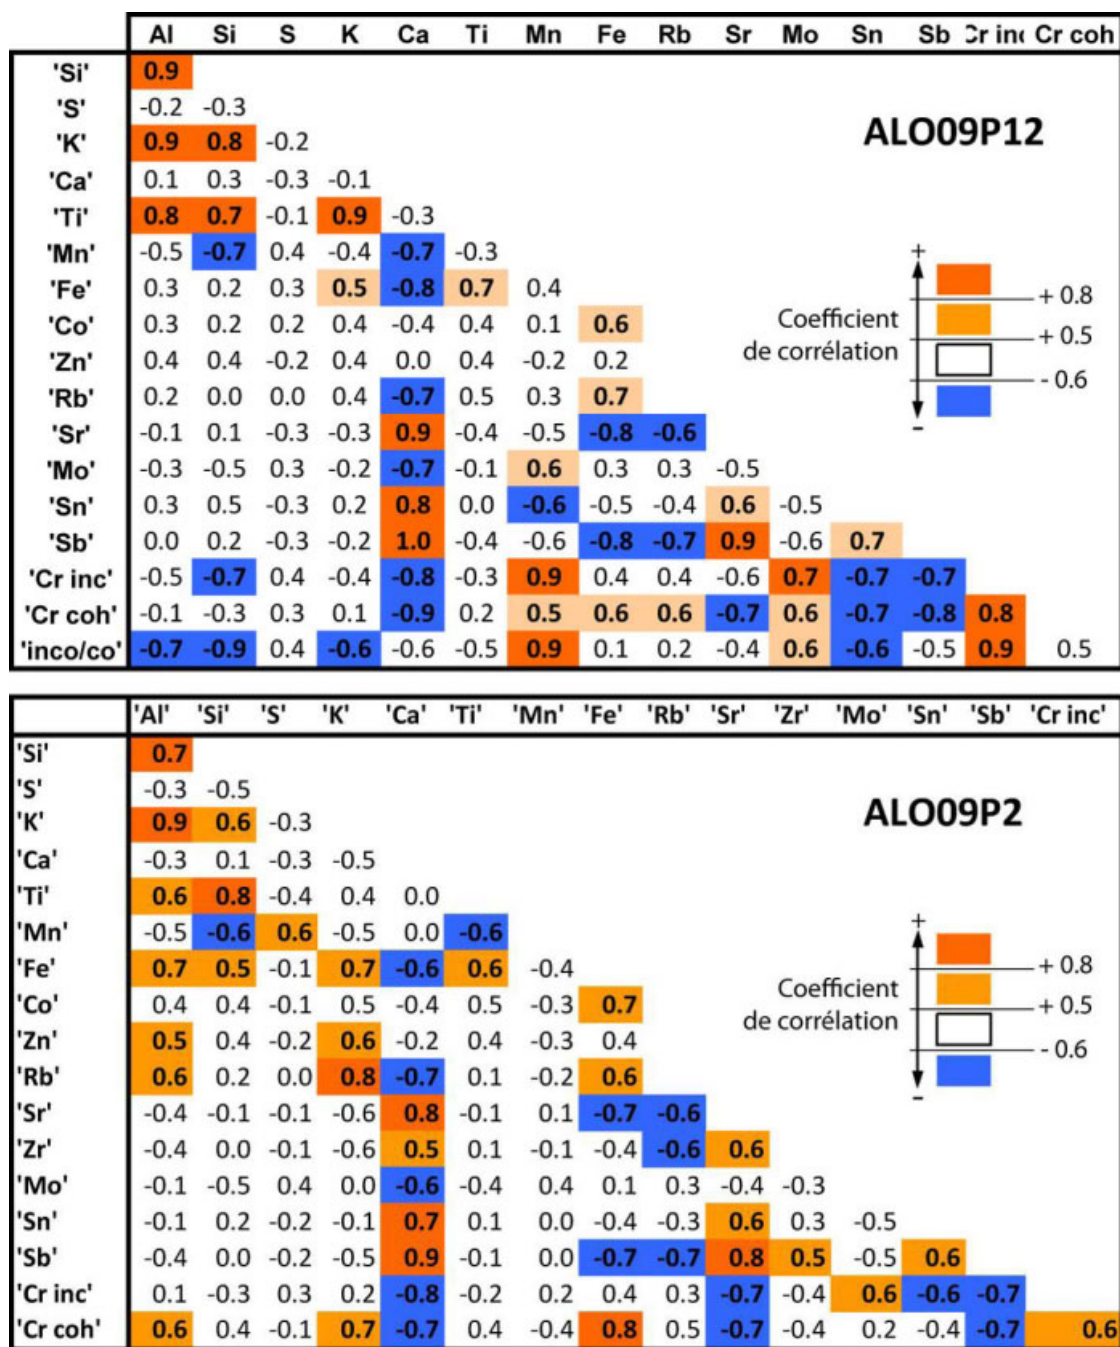 Al Si S K Ca Ti Mn Fe Rb Sr Mo Sn Sb Cr inc Cr coh
'Si' 0.9
'S' -0.2 -0.3
'K' 0.9 0.8 -0.2
ALO09P12
'Ca' 0.1 0.3 -0.3 -0.1
'Ti' 0.8 0.7 -0.1 0.9 -0.3
'Mn' -0.5 -0.7 0.4 -0.4 -0.7 -0.3
'Fe' 0.3 0.2 0.3 0.5 -0.8 0.7 0.4
'Co' 0.3 0.2 0.2 0.4 -0.4 0.4 0.1 0.6
'Zn' 0.4 0.4 -0.2 0.4 0.0 0.4 -0.2 0.2
'Rb' 0.2 0.0 0.0 0.4 -0.7 0.5 0.3 0.7
'Sr' -0.1 0.1 -0.3 -0.3 0.9 -0.4 -0.5 -0.8 -0.6
'Mo' -0.3 -0.5 0.3 -0.2 -0.7 -0.1 0.6 0.3 0.3 -0.5
'Sn' 0.3 0.5 -0.3 0.2 0.8 0.0 -0.6 -0.5 -0.4 0.6 -0.5
'Sb' 0.0 0.2 -0.3 -0.2 1.0 -0.4 -0.6 -0.8 -0.7 0.9 -0.6 0.7
'Cr inc' -0.5 -0.7 0.4 -0.4 -0.8 -0.3 0.9 0.4 0.4 -0.6 0.7 -0.7 -0.7
'Cr coh' -0.1 -0.3 0.3 0.1 -0.9 0.2 0.5 0.6 0.6 -0.7 0.6 -0.7 -0.8 0.8
'inco/co' -0.7 -0.9 0.4 -0.6 -0.6 -0.5 0.9 0.1 0.2 -0.4 0.6 -0.6 -0.5 0.9 0.5
+
+ 0.8
Coefficient
+ 0.5
de corrélation
- 0.6
-
'Al' 'Si' 'S' 'K' 'Ca' 'Ti' 'Mn' 'Fe' 'Rb' 'Sr' 'Zr' 'Mo' 'Sn' 'Sb' 'Cr inc'
'Si' 0.7
'S' -0.3 -0.5
'K' 0.9 0.6 -0.3
ALO09P2
'Ca' -0.3 0.1 -0.3 -0.5
'Ti' 0.6 0.8 -0.4 0.4 0.0
'Mn' -0.5 -0.6 0.6 -0.5 0.0 -0.6
'Fe' 0.7 0.5 -0.1 0.7 -0.6 0.6 -0.4
'Co' 0.4 0.4 -0.1 0.5 -0.4 0.5 -0.3 0.7
'Zn' 0.5 0.4 -0.2 0.6 -0.2 0.4 -0.3 0.4
'Rb' 0.6 0.2 0.0 0.8 -0.7 0.1 -0.2 0.6
'Sr' -0.4 -0.1 -0.1 -0.6 0.8 -0.1 0.1 -0.7 -0.6
'Zr' -0.4 0.0 -0.1 -0.6 0.5 0.1 -0.1 -0.4 -0.6 0.6
'Mo' -0.1 -0.5 0.4 0.0 -0.6 -0.4 0.4 0.1 0.3 -0.4 -0.3
'Sn' -0.1 0.2 -0.2 -0.1 0.7 0.1 0.0 -0.4 -0.3 0.6 0.3 -0.5
'Sb' -0.4 0.0 -0.2 -0.5 0.9 -0.1 0.0 -0.7 -0.7 0.8 0.5 -0.5 0.6
'Cr inc' 0.1 -0.3 0.3 0.2 -0.8 -0.2 0.2 0.4 0.3 -0.7 -0.4 0.6 -0.6 -0.7
'Cr coh' 0.6 0.4 -0.1 0.7 -0.7 0.4 -0.4 0.8 0.5 -0.7 -0.4 0.2 -0.4 -0.7 0.6
+
+ 0.8
Coefficient
+ 0.5
de corrélation
- 0.6
-